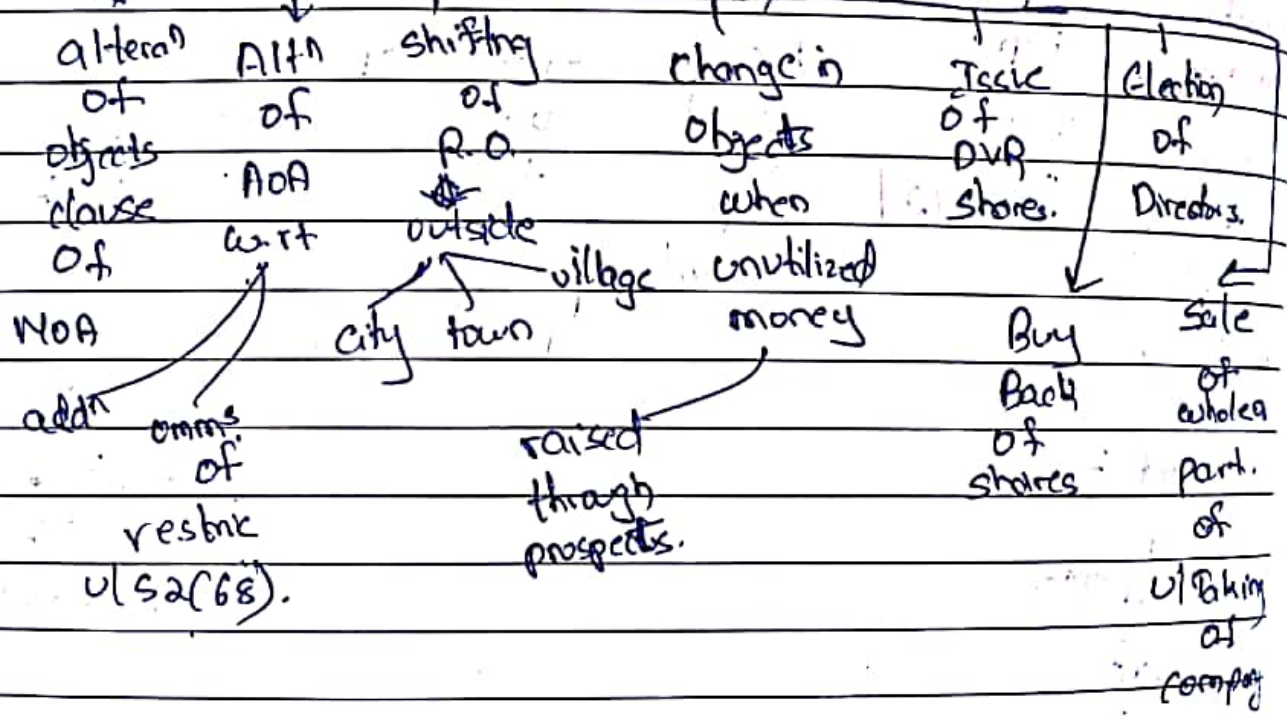 alteraⁿ
of
objects
clause
of
MOA
Altⁿ
of
AOA
w.r.t
addⁿ
omms.
of
restric
u/s2(68).
shifting
of
R.O.
outside
city
town
village
change in
objects
when
unutilized
money
raised
through
prospects.
Issue
of
DVR
shares.
Buy
Back
of
shares
Election
of
Directors.
Sale
of
whole
part.
of
u/Taking
of
company